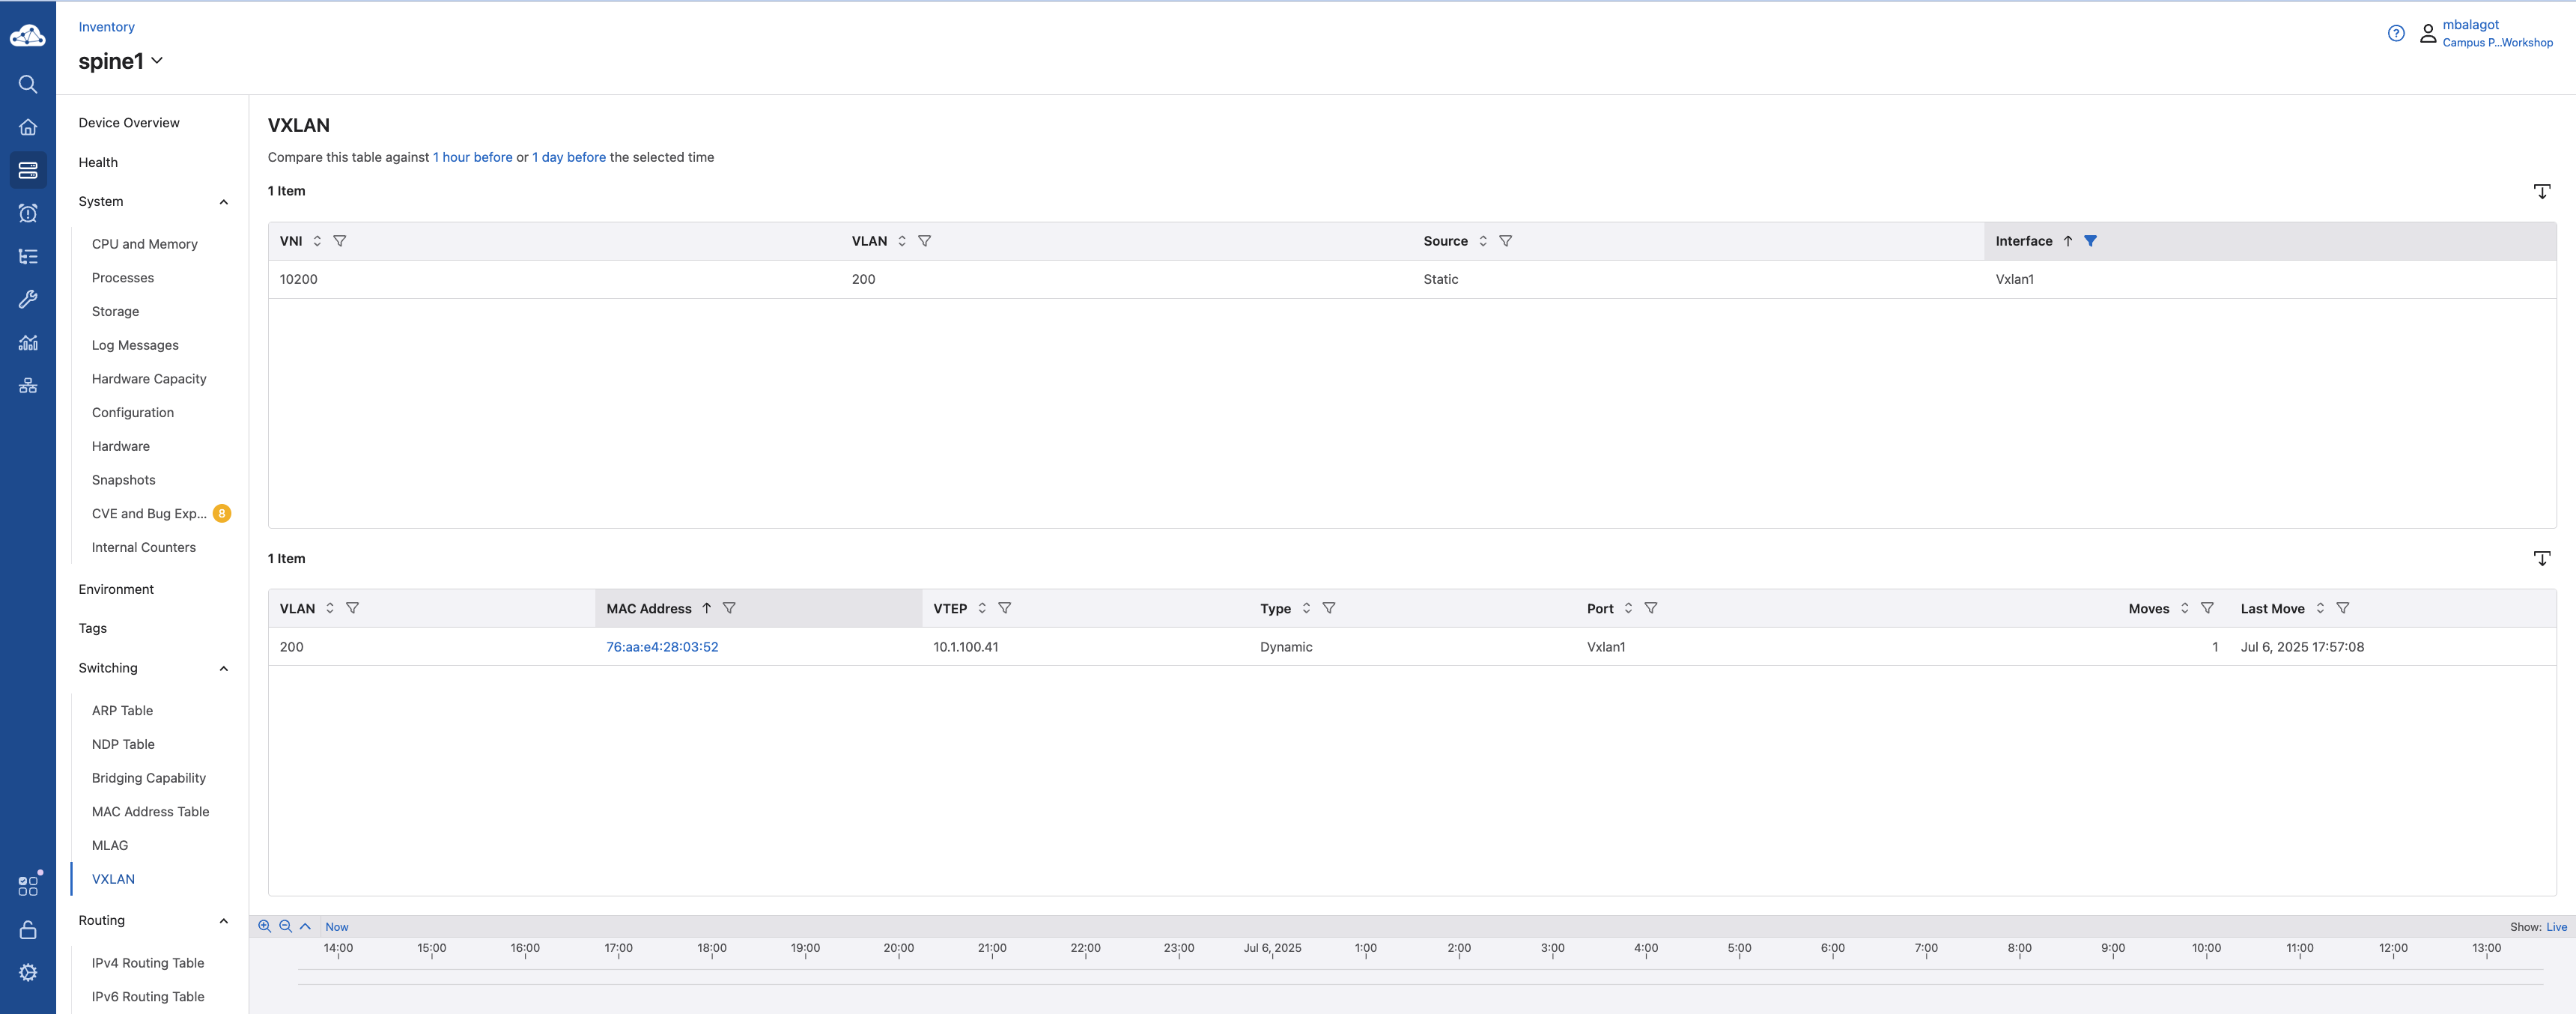 Inventory
spine1
?
mbalagot
Campus P...Workshop
Device Overview
Health
System
CPU and Memory
Processes
Storage
Log Messages
Hardware Capacity
Configuration
Hardware
Snapshots
CVE and Bug Exp... 8
Internal Counters
Environment
Tags
Switching
ARP Table
NDP Table
Bridging Capability
MAC Address Table
MLAG
VXLAN
Routing
IPv4 Routing Table
IPv6 Routing Table
VXLAN
Compare this table against 1 hour before or 1 day before the selected time
1 Item
VNI VLAN Source Interface
10200 200 Static Vxlan1
1 Item
VLAN MAC Address VTEP Type Port Moves Last Move
200 76:aa:e4:28:03:52 10.1.100.41 Dynamic Vxlan1 1 Jul 6, 2025 17:57:08
Now Show: Live
14:00 15:00 16:00 17:00 18:00 19:00 20:00 21:00 22:00 23:00 Jul 6, 2025 1:00 2:00 3:00 4:00 5:00 6:00 7:00 8:00 9:00 10:00 11:00 12:00 13:00